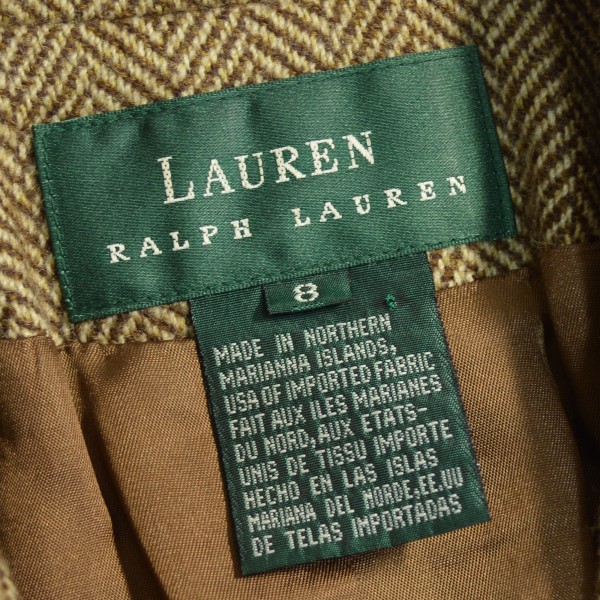 LAUREN
RALPH LAUREN
8
MADE IN NORTHERN
MARIANNA ISLANDS,
USA OF IMPORTED FABRIC
FAIT AUX ILES MARIANES
DU NORD, AUX ETATS-
UNIS DE TISSU IMPORTE
HECHO EN LAS ISLAS
MARIANA DEL NORDE, EE.UU
DE TELAS IMPORTADAS